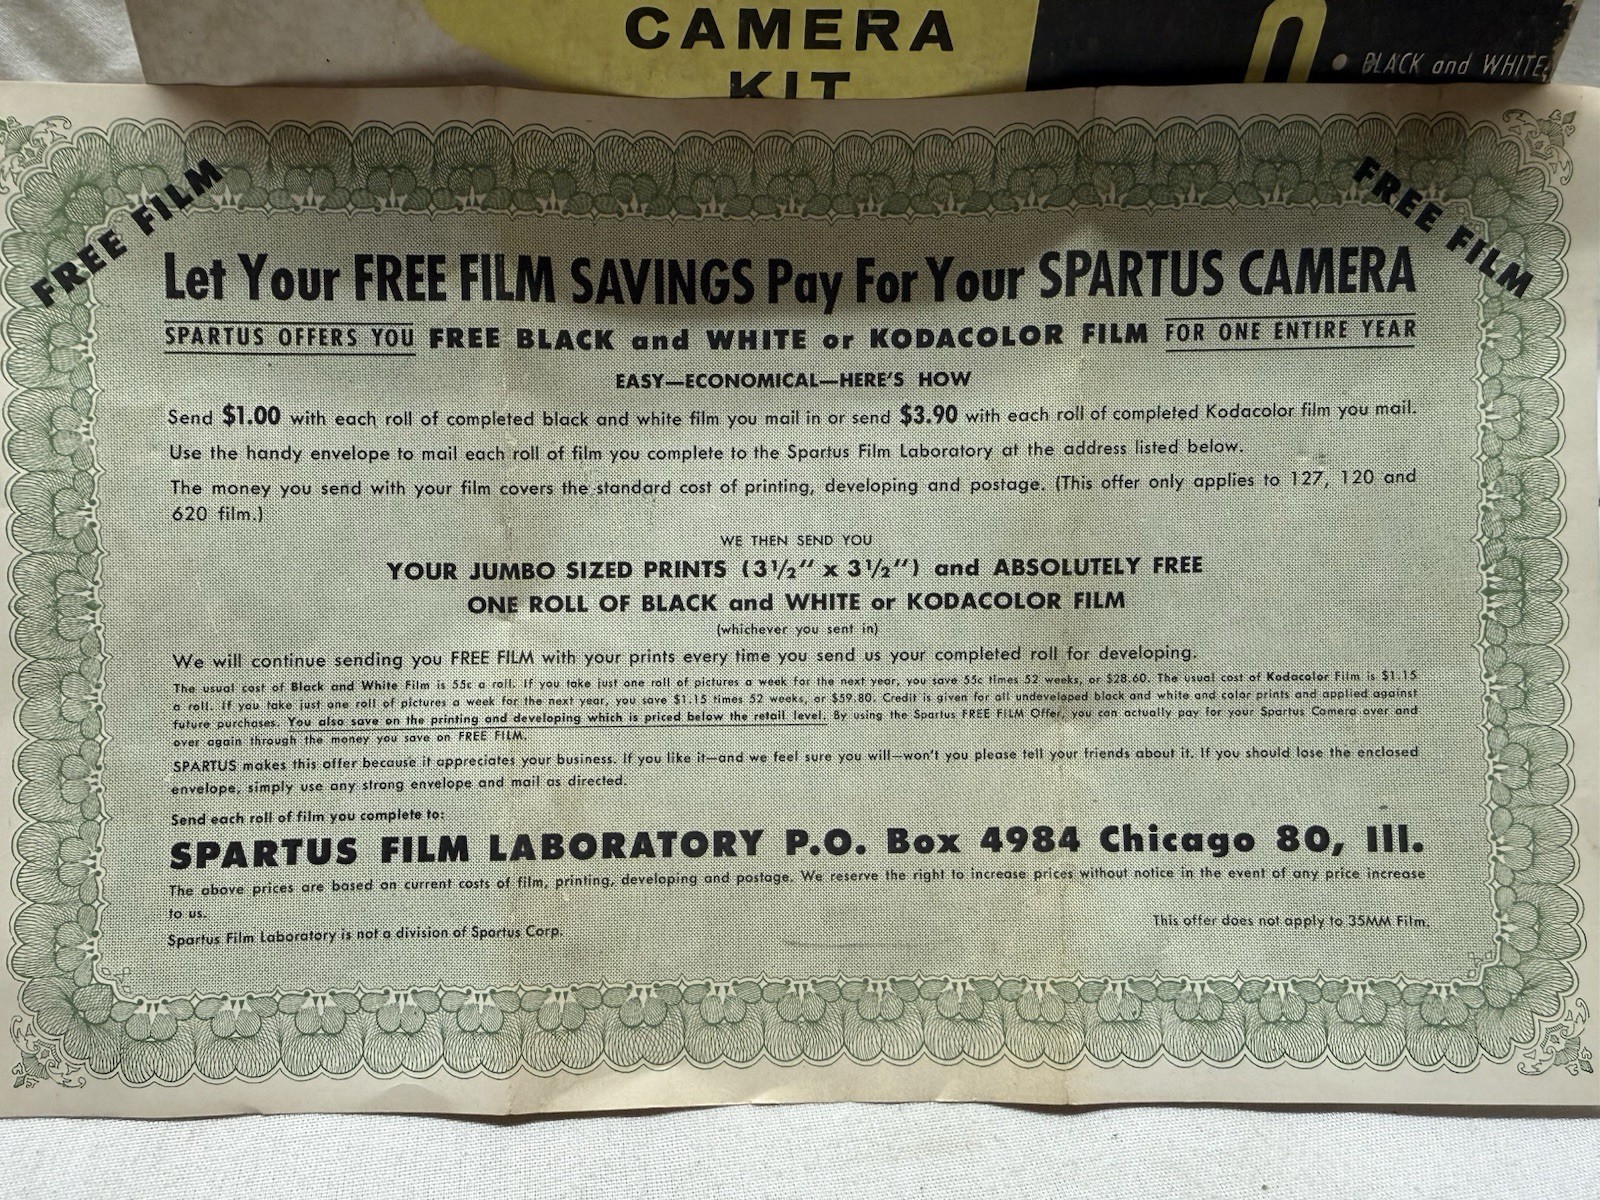 CAMERA
KIT
• BLACK and WHITE
FREE FILM
FREE FILM
Let Your FREE FILM SAVINGS Pay For Your SPARTUS CAMERA
SPARTUS OFFERS YOU FREE BLACK and WHITE or KODACOLOR FILM FOR ONE ENTIRE YEAR
EASY—ECONOMICAL—HERE'S HOW
Send $1.00 with each roll of completed black and white film you mail in or send $3.90 with each roll of completed Kodacolor film you mail.
Use the handy envelope to mail each roll of film you complete to the Spartus Film Laboratory at the address listed below.
The money you send with your film covers the standard cost of printing, developing and postage. (This offer only applies to 127, 120 and
620 film.)
WE THEN SEND YOU
YOUR JUMBO SIZED PRINTS (3½" x 3½") and ABSOLUTELY FREE
ONE ROLL OF BLACK and WHITE or KODACOLOR FILM
(whichever you sent in)
We will continue sending you FREE FILM with your prints every time you send us your completed roll for developing.
The usual cost of Black and White Film is 55c a roll. If you take just one roll of pictures a week for the next year, you save 55c times 52 weeks, or $28.60. The usual cost of Kodacolor Film is $1.15
a roll. If you take just one roll of pictures a week for the next year, you save $1.15 times 52 weeks, or $59.80. Credit is given for all undeveloped black and white and color prints and applied against
future purchases. You also save on the printing and developing which is priced below the retail level. By using the Spartus FREE FILM Offer, you can actually pay for your Spartus Camera over and
over again through the money you save on FREE FILM.
SPARTUS makes this offer because it appreciates your business. If you like it—and we feel sure you will—won't you please tell your friends about it. If you should lose the enclosed
envelope, simply use any strong envelope and mail as directed.
Send each roll of film you complete to:
SPARTUS FILM LABORATORY P.O. Box 4984 Chicago 80, Ill.
The above prices are based on current costs of film, printing, developing and postage. We reserve the right to increase prices without notice in the event of any price increase
to us.
This offer does not apply to 35MM Film.
Spartus Film Laboratory is not a division of Spartus Corp.